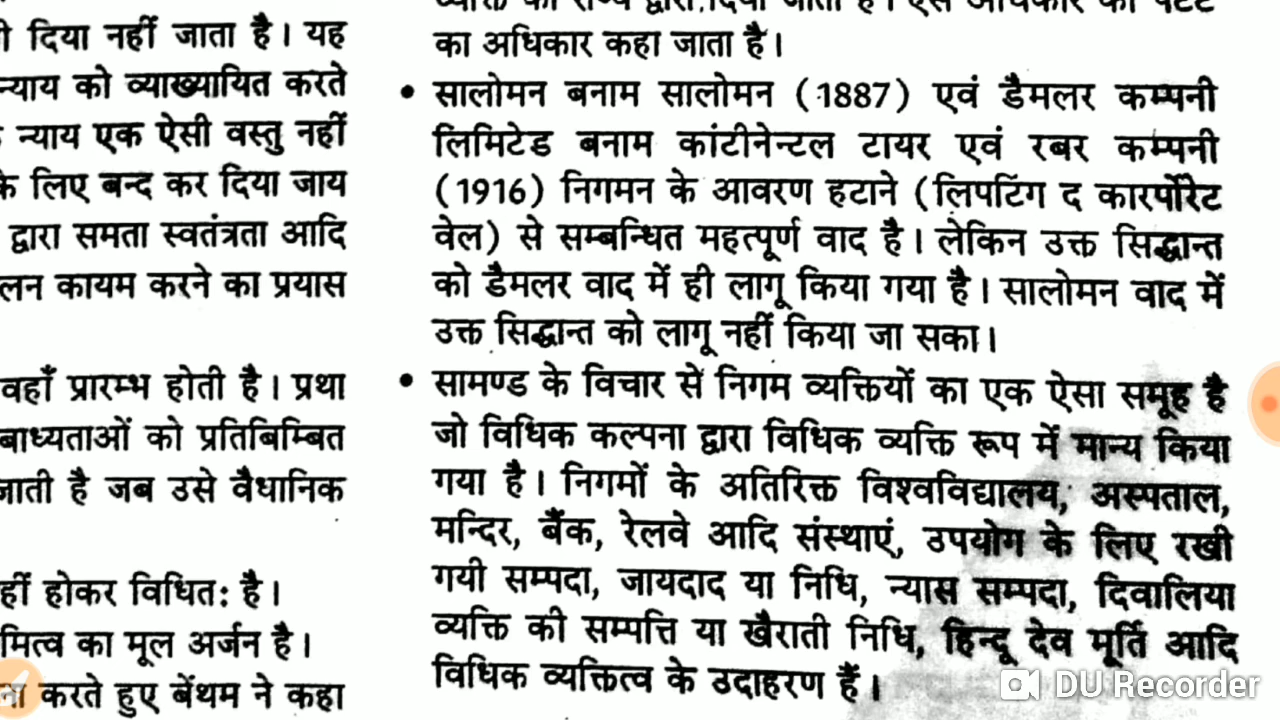 दिया नहीं जाता है। यह
न्याय को व्याख्यायित करते
न्याय एक ऐसी वस्तु नहीं
के लिए बन्द कर दिया जाय
द्वारा समता स्वतंत्रता आदि
कायम करने का प्रयास
वहाँ प्रारम्भ होती है। प्रथा
बाध्यताओं को प्रतिबिम्बित
जाती है जब उसे वैधानिक
होकर विधितः है।
का मूल अर्जन है।
करते हुए बेंथम ने कहा
का अधिकार कहा जाता है।
• सालोमन बनाम सालोमन (1887) एवं डैमलर कम्पनी
लिमिटेड बनाम कांटीनेन्टल टायर एवं रबर कम्पनी
(1916) निगमन के आवरण हटाने (लिपटिंग द कारर्पोरेट
वेल) से सम्बन्धित महत्पूर्ण वाद है। लेकिन उक्त सिद्धान्त
को डैमलर वाद में ही लागू किया गया है। सालोमन वाद में
उक्त सिद्धान्त को लागू नहीं किया जा सका।
• सामण्ड के विचार से निगम व्यक्तियों का एक ऐसा समूह है
जो विधिक कल्पना द्वारा विधिक व्यक्ति रूप में मान्य किया
गया है। निगमों के अतिरिक्त विश्वविद्यालय, अस्पताल,
मन्दिर, बैंक, रेलवे आदि संस्थाएं, उपयोग के लिए रखी
गयी सम्पदा, जायदाद या निधि, न्यास सम्पदा, दिवालिया
व्यक्ति की सम्पत्ति या खैराती निधि, हिन्दू देव मूर्ति आदि
विधिक व्यक्तित्व के उदाहरण हैं।
DU Recorder